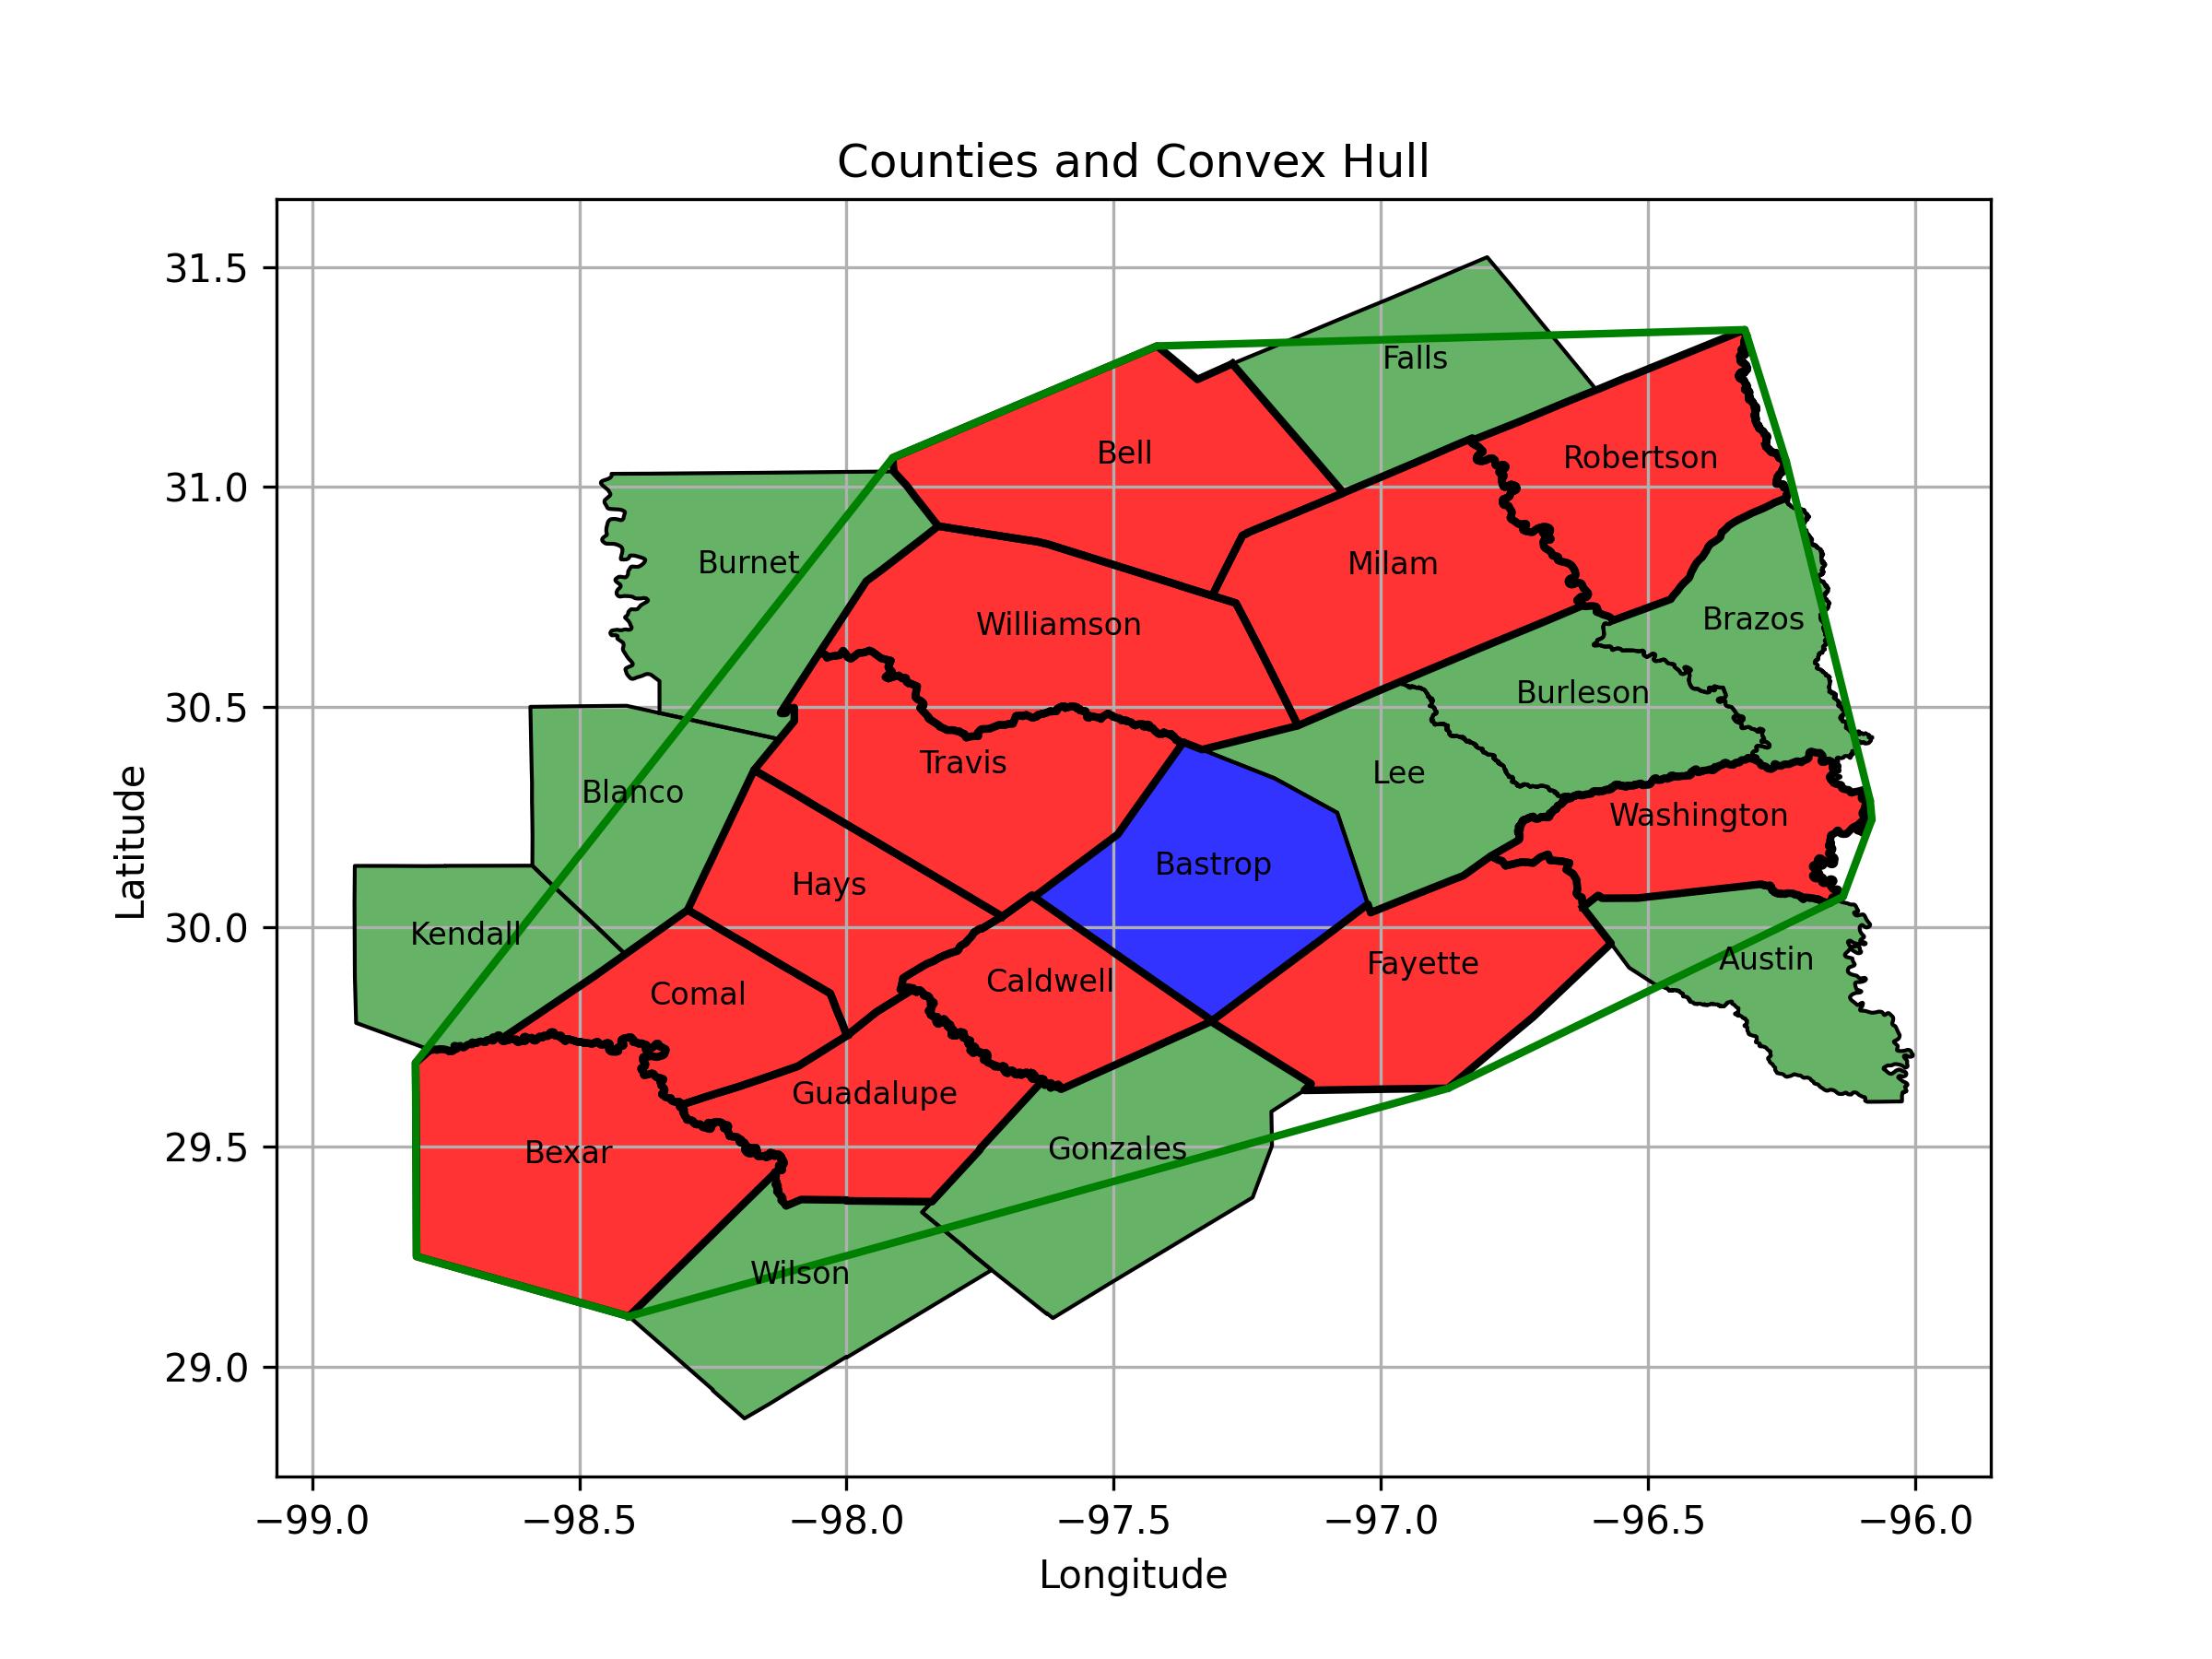 Counties and Convex Hull
31.5
31.0
30.5
30.0
29.5
29.0
Latitude
Falls
Bell
Robertson
Burnet
Milam
Williamson
Brazos
Burleson
Travis
Lee
Blanco
Washington
Bastrop
Hays
Kendall
Austin
Fayette
Caldwell
Comal
Guadalupe
Gonzales
Bexar
Wilson
−99.0 −98.5 −98.0 −97.5 −97.0 −96.5 −96.0
Longitude